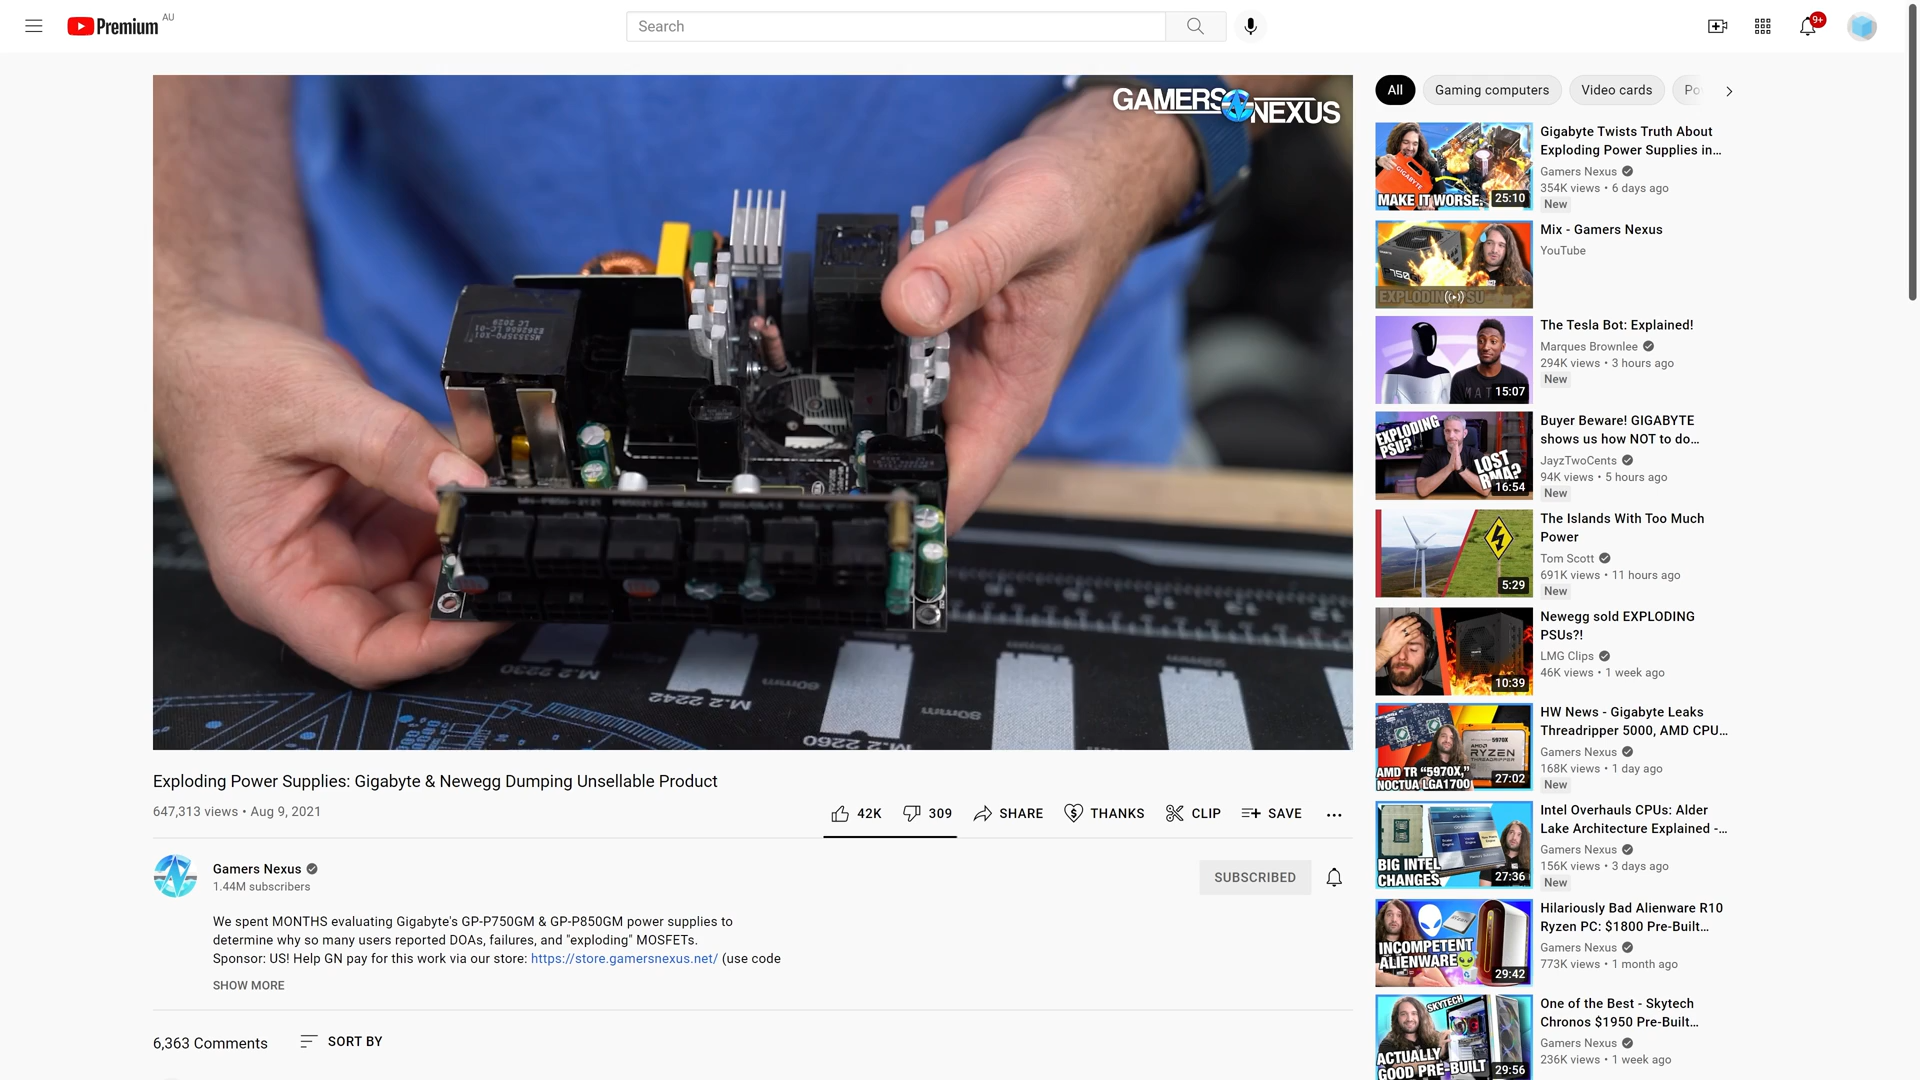 Premium AU
Search
9+
GAMERS NEXUS
M.2 2230
M.2 2242
60mm
80mm
M.2 2260
Exploding Power Supplies: Gigabyte & Newegg Dumping Unsellable Product
647,313 views • Aug 9, 2021
42K
309
SHARE
THANKS
CLIP
SAVE
Gamers Nexus
1.44M subscribers
SUBSCRIBED
We spent MONTHS evaluating Gigabyte's GP-P750GM & GP-P850GM power supplies to
determine why so many users reported DOAs, failures, and "exploding" MOSFETs.
Sponsor: US! Help GN pay for this work via our store: https://store.gamersnexus.net/ (use code
SHOW MORE
6,363 Comments
SORT BY
All
Gaming computers
Video cards
Po
GIGABYTE
MAKE IT WORSE.
25:10
Gigabyte Twists Truth About
Exploding Power Supplies in…
Gamers Nexus
354K views • 6 days ago
New
EXPLODING PSU
Mix - Gamers Nexus
YouTube
15:07
The Tesla Bot: Explained!
Marques Brownlee
294K views • 3 hours ago
New
EXPLODING
PSU?
LOST
RMA?
16:54
Buyer Beware! GIGABYTE
shows us how NOT to do…
JayzTwoCents
94K views • 5 hours ago
New
5:29
The Islands With Too Much
Power
Tom Scott
691K views • 11 hours ago
New
10:39
Newegg sold EXPLODING
PSUs?!
LMG Clips
46K views • 1 week ago
5970X
AMD
RYZEN
THREADRIPPER
AMD TR "5970X,"
NOCTUA LGA1700
27:02
HW News - Gigabyte Leaks
Threadripper 5000, AMD CPU…
Gamers Nexus
168K views • 1 day ago
New
BIG INTEL
CHANGES
27:36
Intel Overhauls CPUs: Alder
Lake Architecture Explained -…
Gamers Nexus
156K views • 3 days ago
New
INCOMPETENT
ALIENWARE
29:42
Hilariously Bad Alienware R10
Ryzen PC: $1800 Pre-Built…
Gamers Nexus
773K views • 1 month ago
SKYTECH
ACTUALLY
GOOD PRE-BUILT
29:56
One of the Best - Skytech
Chronos $1950 Pre-Built…
Gamers Nexus
236K views • 1 week ago